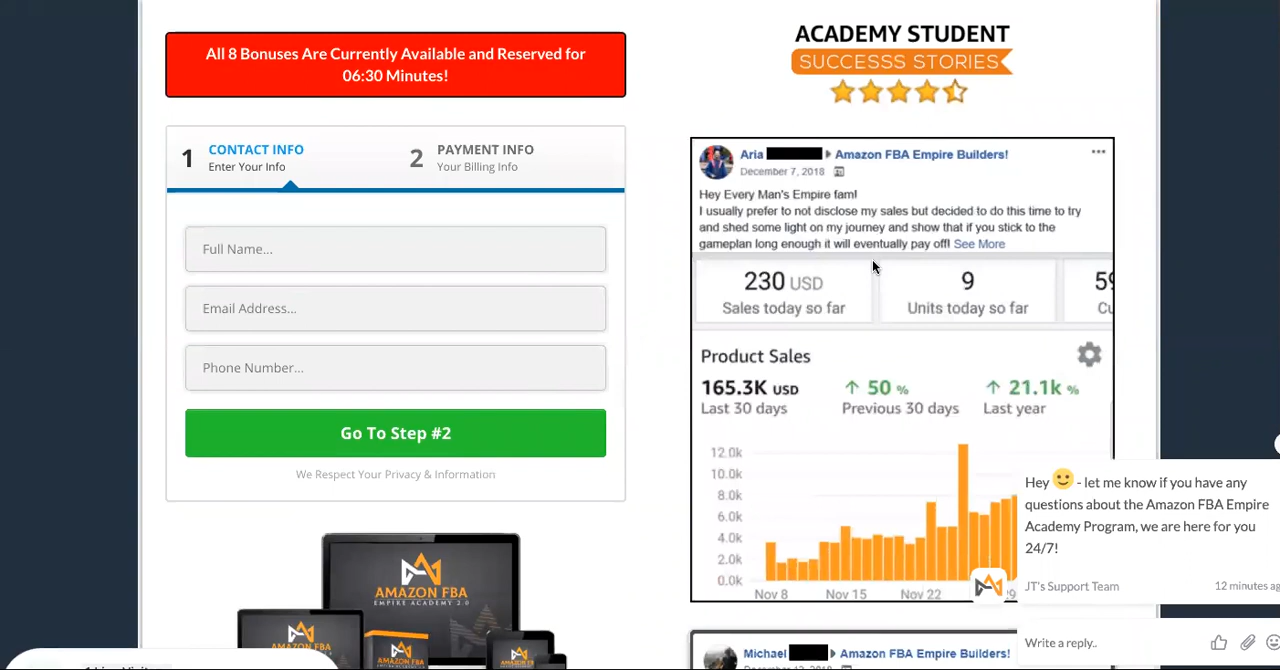 All 8 Bonuses Are Currently Available and Reserved for
06:30 Minutes!
1
CONTACT INFO
Enter Your Info
2
PAYMENT INFO
Your Billing Info
Full Name...
Email Address...
Phone Number...
Go To Step #2
We Respect Your Privacy & Information
AMAZON FBA
EMPIRE ACADEMY 2.0
AMAZON FBA
AMAZON FBA
ACADEMY STUDENT
SUCCESSS STORIES
Aria Amazon FBA Empire Builders!
December 7, 2018
Hey Every Man's Empire fam!
I usually prefer to not disclose my sales but decided to do this time to try
and shed some light on my journey and show that if you stick to the
gameplan long enough it will eventually pay off! See More
230 USD
Sales today so far
9
Units today so far
Product Sales
165.3K USD
Last 30 days
50 %
Previous 30 days
21.1k %
Last year
12.0k
10.0k
8.0k
6.0k
4.0k
2.0k
0.0k
Nov 8 Nov 15 Nov 22
Michael Amazon FBA Empire Builders!
Hey - let me know if you have any
questions about the Amazon FBA Empire
Academy Program, we are here for you
24/7!
JT's Support Team
12 minutes ag
Write a reply..